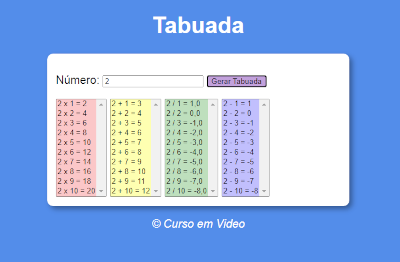 Tabuada
Número: 2 Gerar Tabuada
2 x 1 = 2
2 x 2 = 4
2 x 3 = 6
2 x 4 = 8
2 x 5 = 10
2 x 6 = 12
2 x 7 = 14
2 x 8 = 16
2 x 9 = 18
2 x 10 = 20
2 + 1 = 3
2 + 2 = 4
2 + 3 = 5
2 + 4 = 6
2 + 5 = 7
2 + 6 = 8
2 + 7 = 9
2 + 8 = 10
2 + 9 = 11
2 + 10 = 12
2 / 1 = 1,0
2 / 2 = 0,0
2 / 3 = -1,0
2 / 4 = -2,0
2 / 5 = -3,0
2 / 6 = -4,0
2 / 7 = -5,0
2 / 8 = -6,0
2 / 9 = -7,0
2 / 10 = -8,0
2 - 1 = 1
2 - 2 = 0
2 - 3 = -1
2 - 4 = -2
2 - 5 = -3
2 - 6 = -4
2 - 7 = -5
2 - 8 = -6
2 - 9 = -7
2 - 10 = -8
© Curso em Video